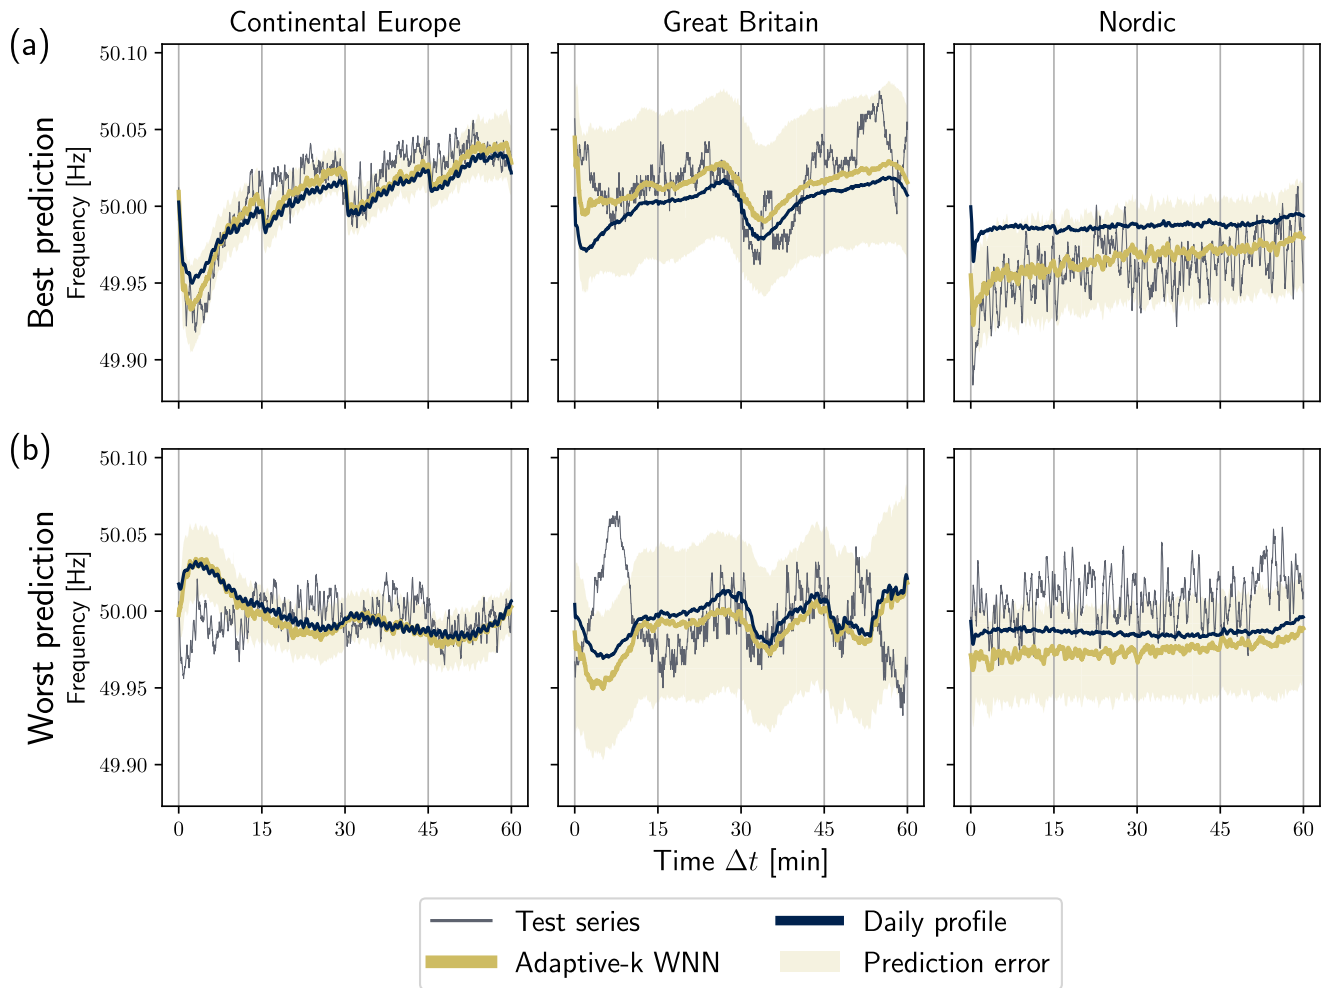 (a)
Continental Europe
Great Britain
Nordic
Best prediction
Frequency [Hz]
50.10
50.05
50.00
49.95
49.90
(b)
Worst prediction
Frequency [Hz]
50.10
50.05
50.00
49.95
49.90
0 15 30 45 60
0 15 30 45 60
0 15 30 45 60
Time Δt [min]
Test series
Daily profile
Adaptive-k WNN
Prediction error